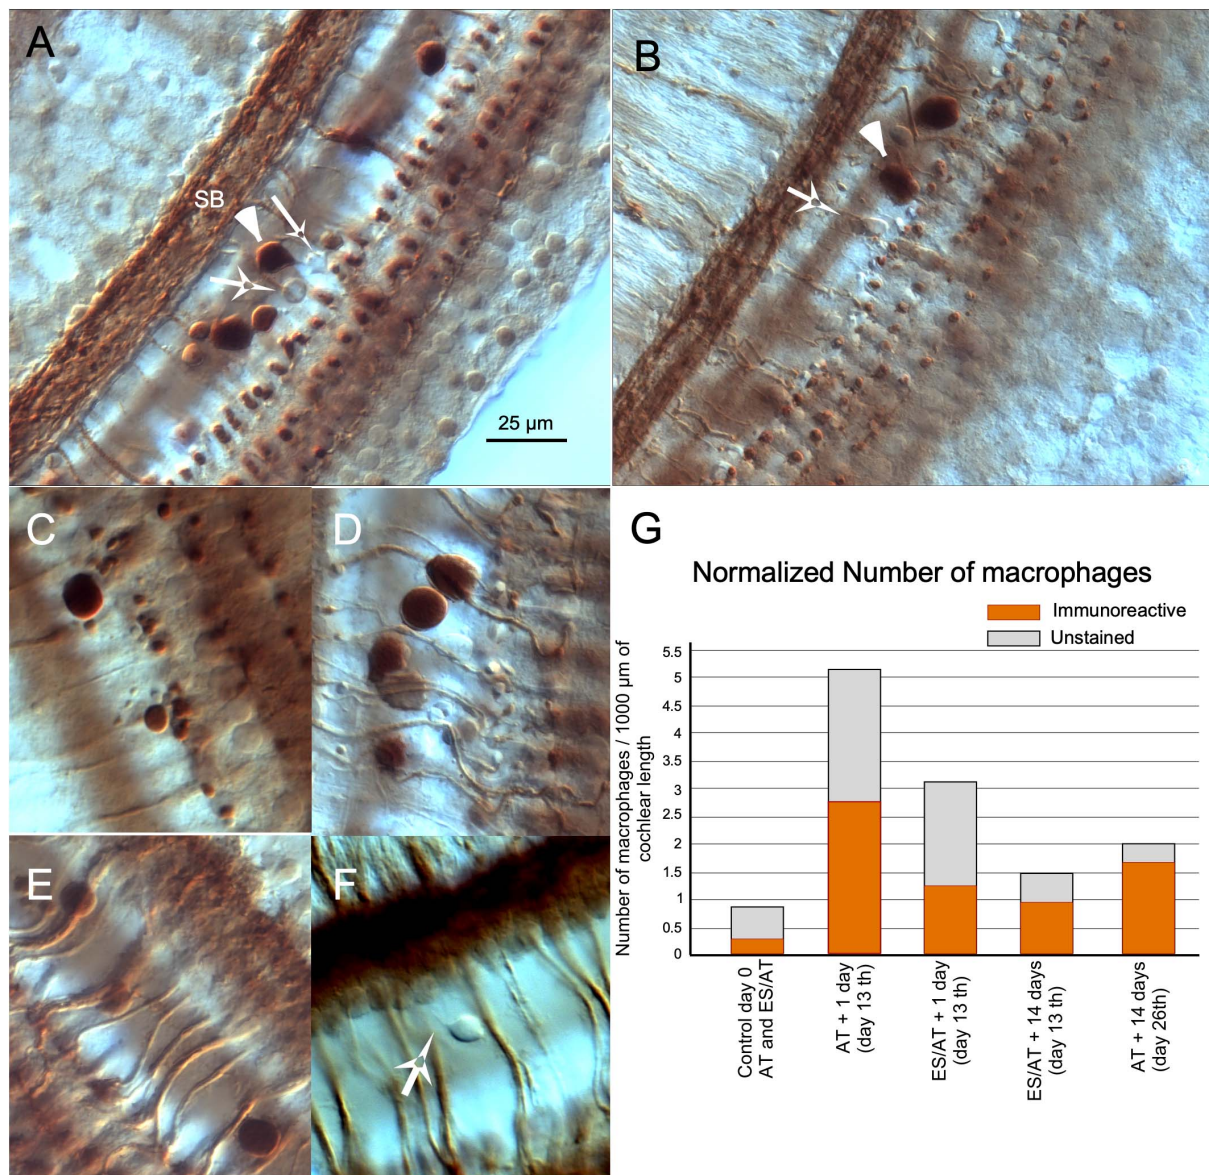 A
B
SB
25 µm
C
D
G
Normalized Number of macrophages
Immunoreactive
Unstained
Number of macrophages / 1000 µm of
cochlear length
5.5
5
4.5
4
3.5
3
2.5
2
1.5
1
0.5
0
Control day 0
AT and ES/AT
AT + 1 day
(day 13 th)
ES/AT + 1 day
(day 13 th)
ES/AT + 14 days
(day 13 th)
AT + 14 days
(day 26th)
E
F